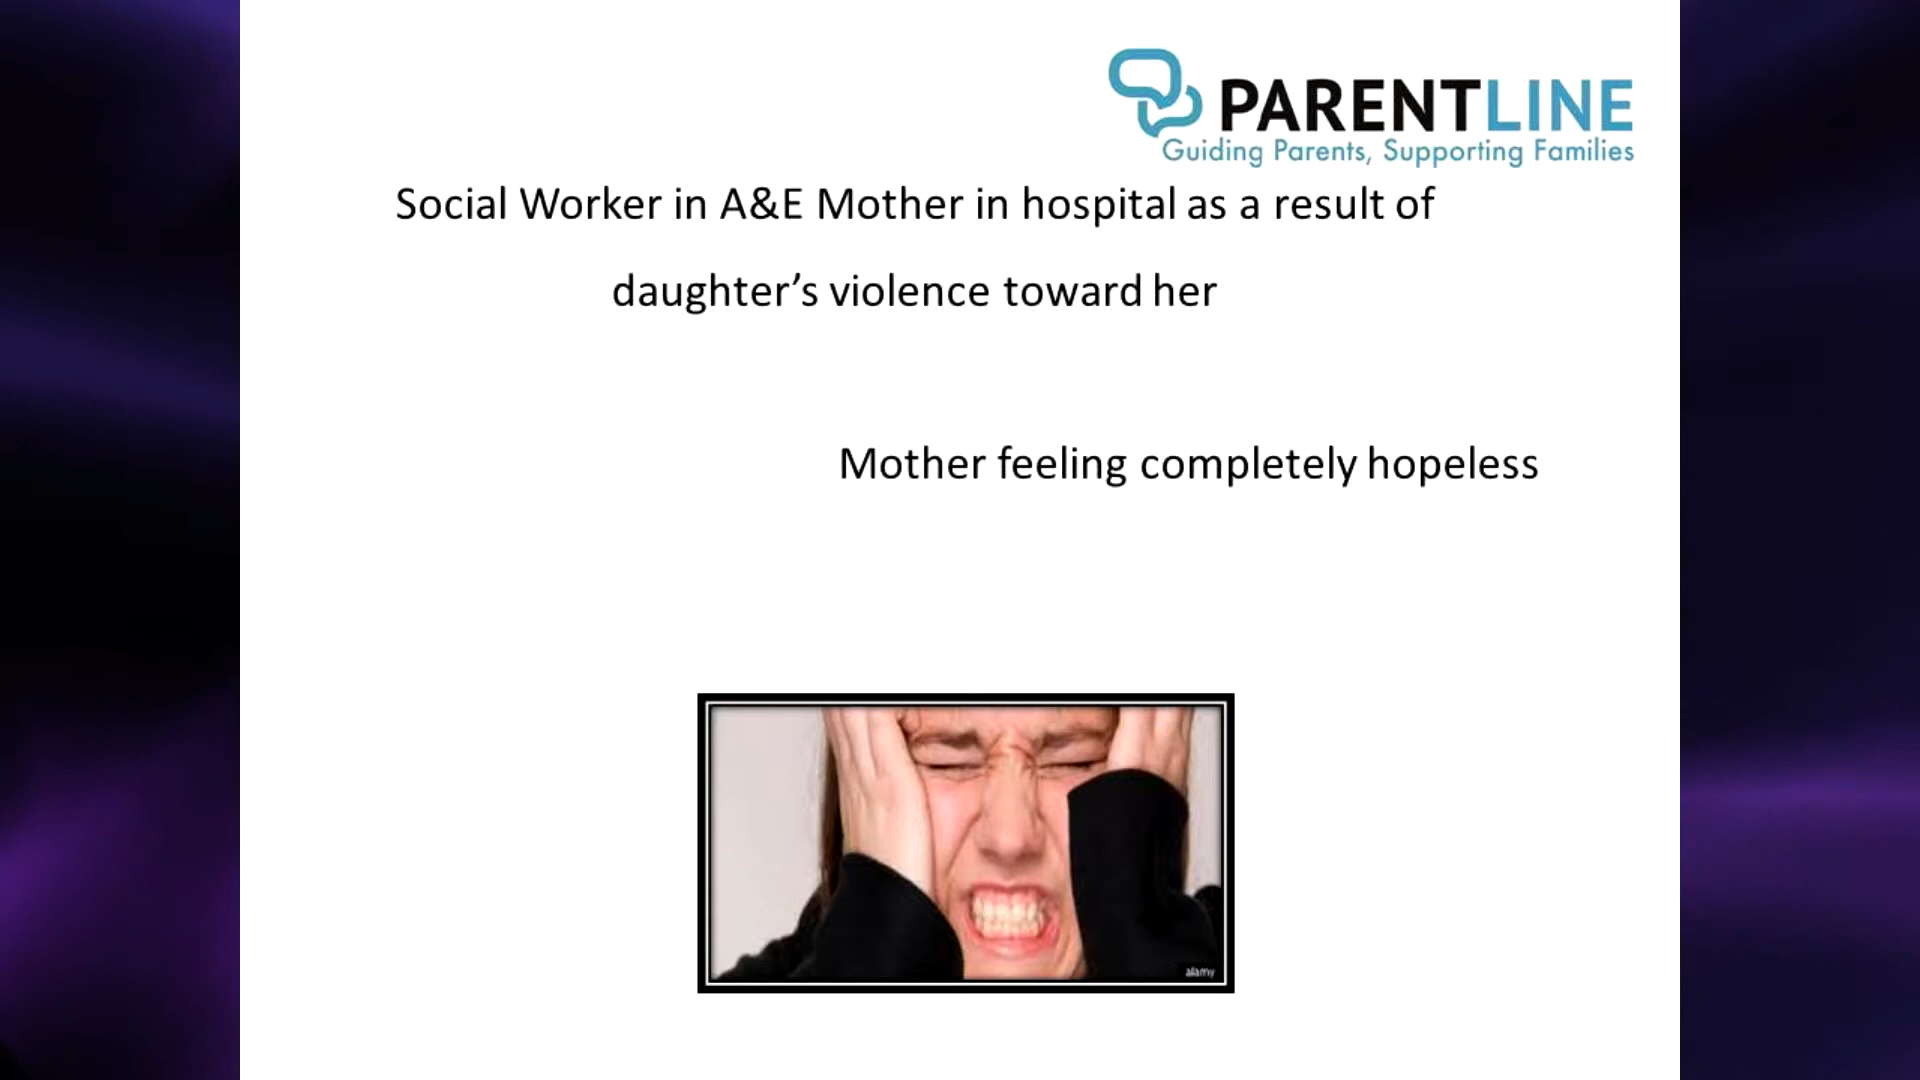 PARENTLINE
Guiding Parents, Supporting Families
Social Worker in A&E Mother in hospital as a result of
daughter’s violence toward her
Mother feeling completely hopeless
alamy